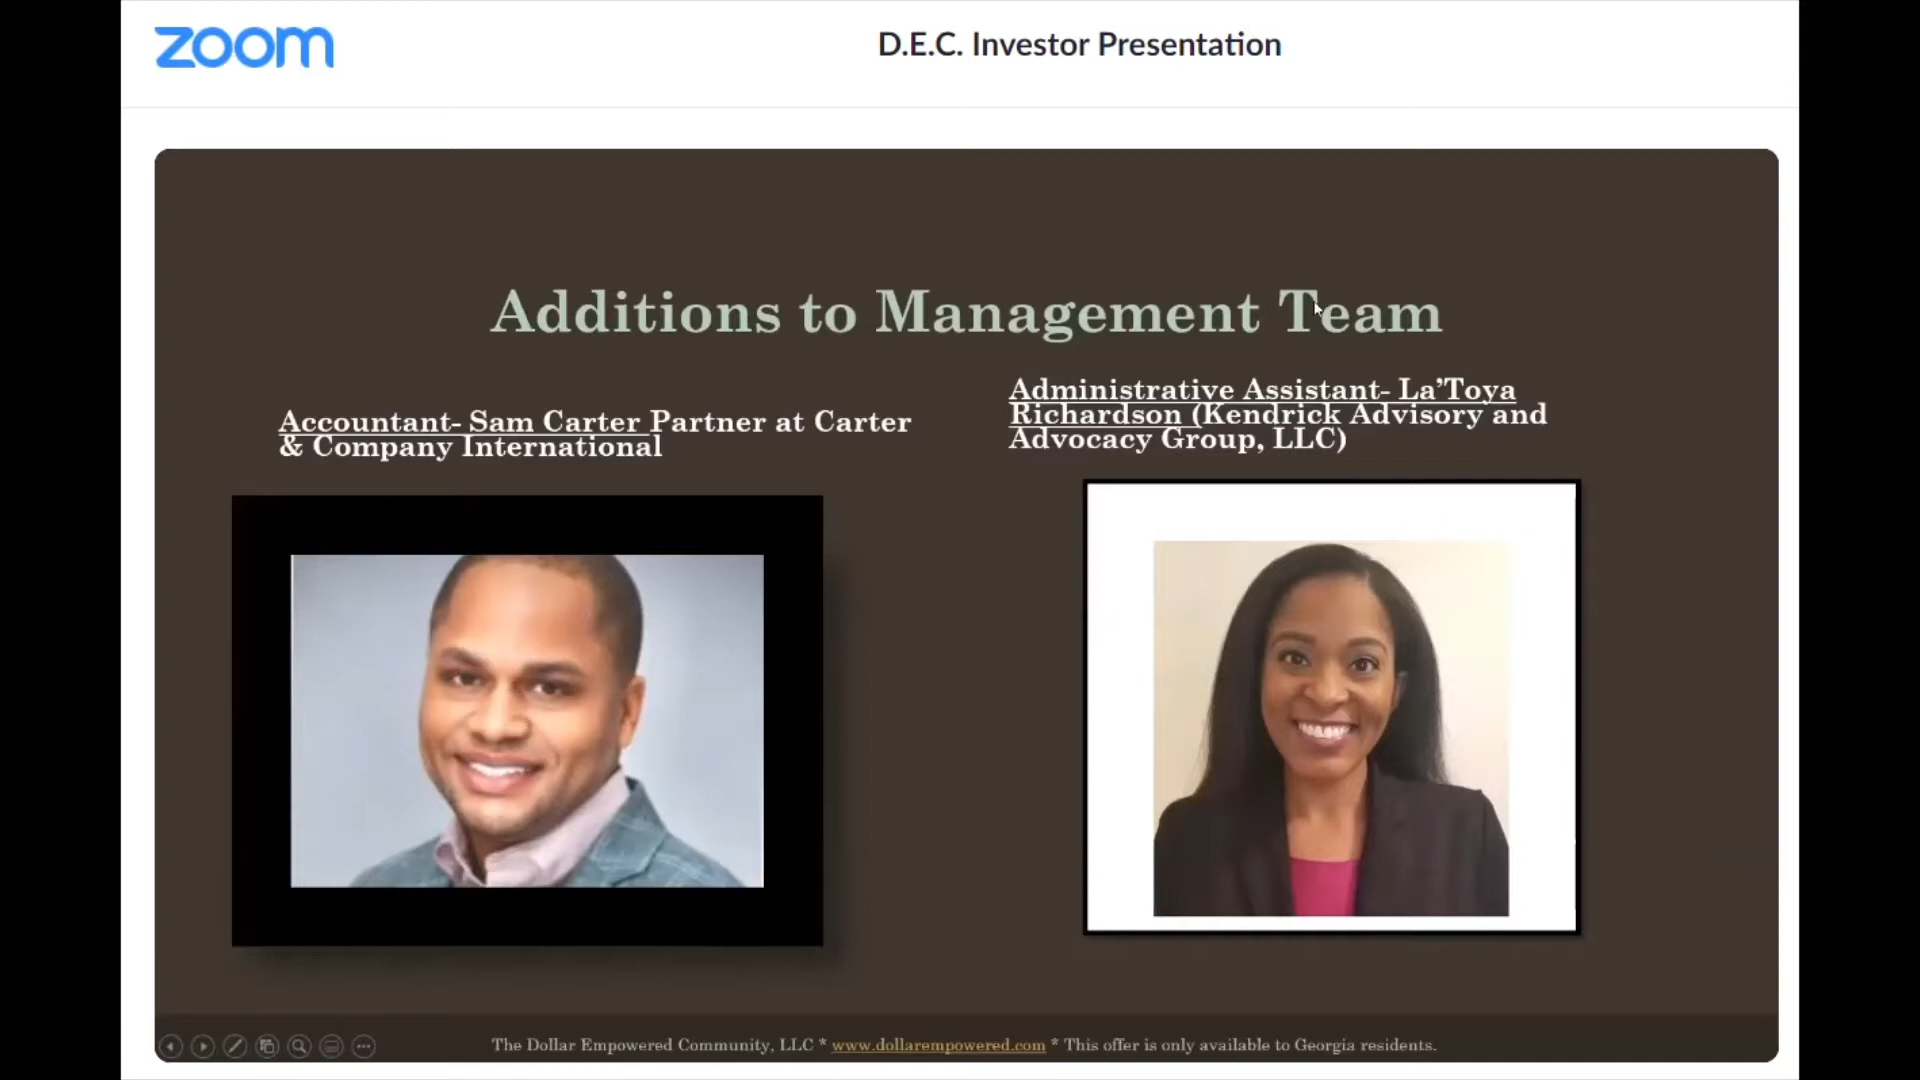 zoom
D.E.C. Investor Presentation
Additions to Management Team
Accountant- Sam Carter Partner at Carter
& Company International
Administrative Assistant- La’Toya
Richardson (Kendrick Advisory and
Advocacy Group, LLC)
The Dollar Empowered Community, LLC * www.dollarempowered.com * This offer is only available to Georgia residents.